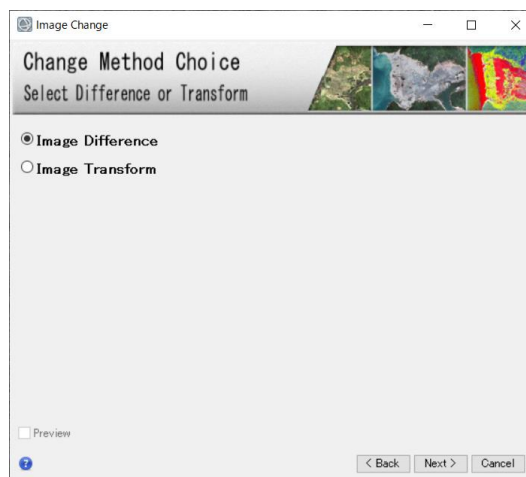 Image Change
Change Method Choice
Select Difference or Transform
Image Difference
Image Transform
Preview
?
< Back
Next >
Cancel